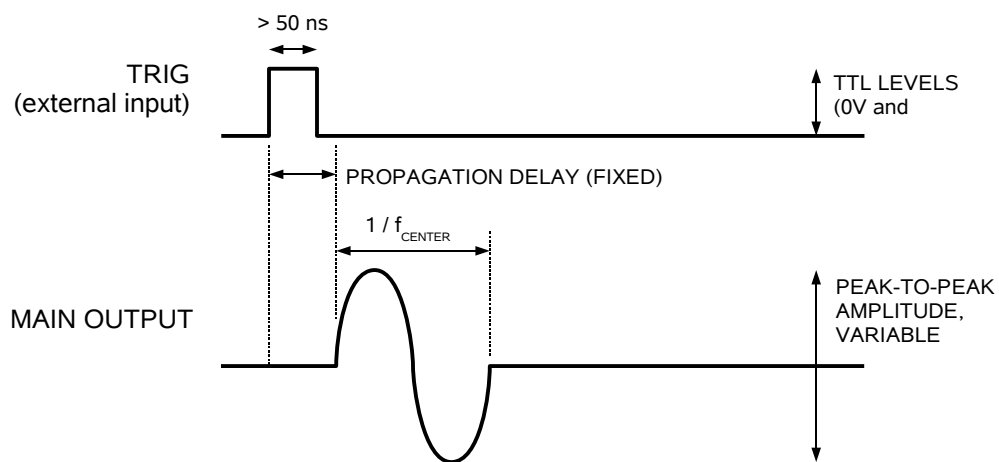 > 50 ns
TRIG
(external input)
TTL LEVELS
(0V and
PROPAGATION DELAY (FIXED)
1 / fCENTER
MAIN OUTPUT
PEAK-TO-PEAK
AMPLITUDE,
VARIABLE